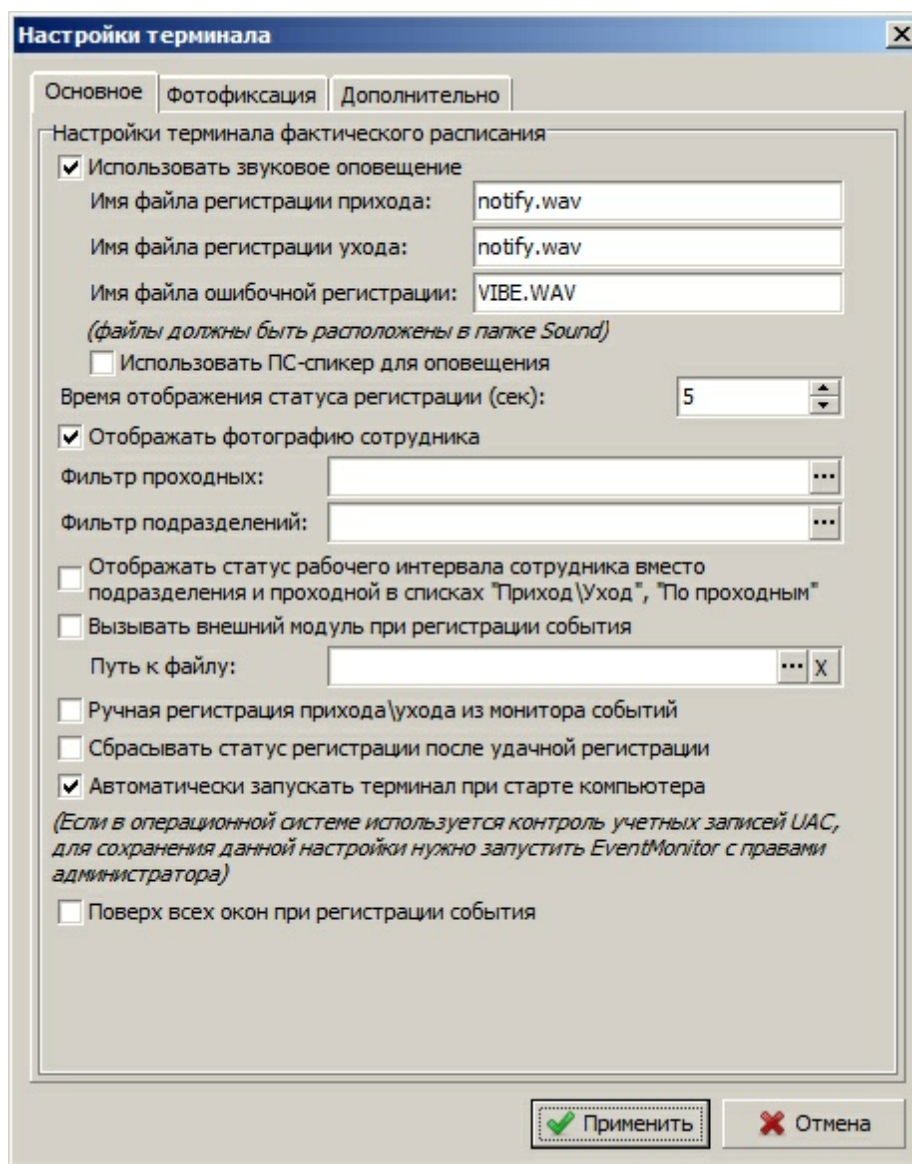 Настройки терминала
Основное
Фотофиксация
Дополнительно
Настройки терминала фактического расписания
Использовать звуковое оповещение
Имя файла регистрации прихода: notify.wav
Имя файла регистрации ухода: notify.wav
Имя файла ошибочной регистрации: VIBE.WAV
(файлы должны быть расположены в папке Sound)
Использовать ПС-спикер для оповещения
Время отображения статуса регистрации (сек): 5
Отображать фотографию сотрудника
Фильтр проходных: ...
Фильтр подразделений: ...
Отображать статус рабочего интервала сотрудника вместо
подразделения и проходной в списках "Приход\Уход", "По проходным"
Вызывать внешний модуль при регистрации события
Путь к файлу: ... X
Ручная регистрация прихода\ухода из монитора событий
Сбрасывать статус регистрации после удачной регистрации
Автоматически запускать терминал при старте компьютера
(Если в операционной системе используется контроль учетных записей UAC,
для сохранения данной настройки нужно запустить EventMonitor с правами
администратора)
Поверх всех окон при регистрации события
Применить
Отмена